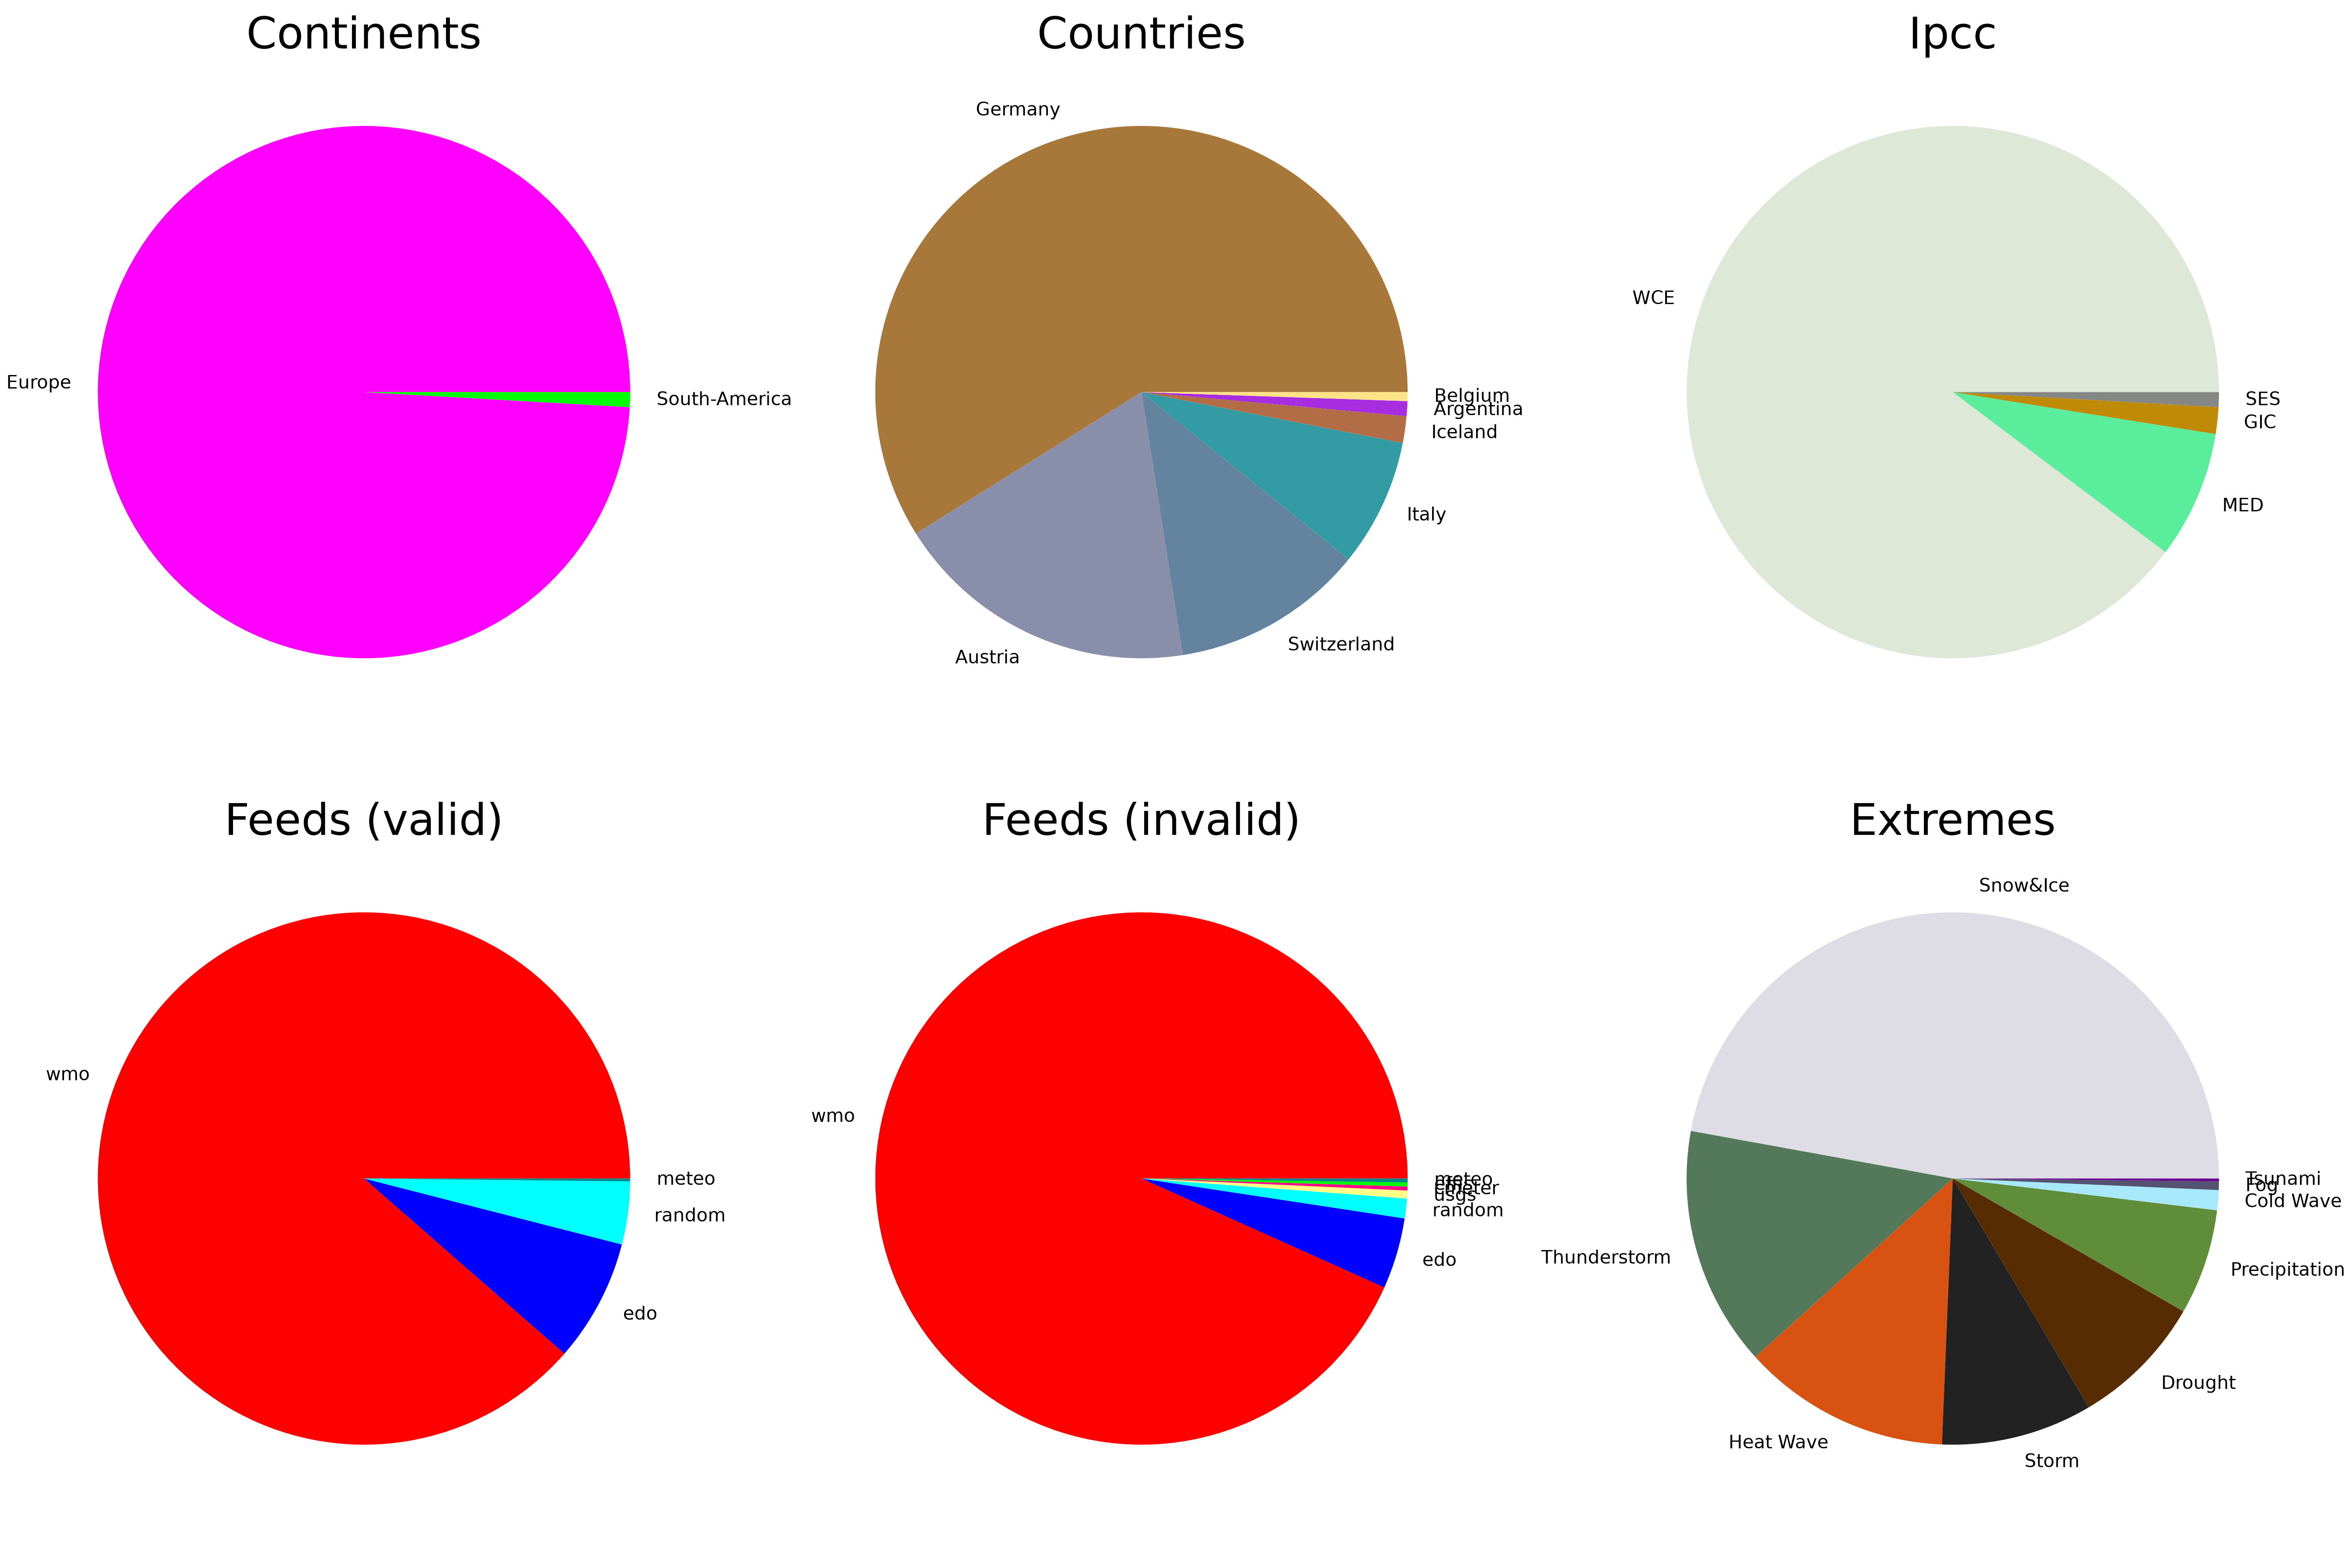 Continents
Europe
South-America
Countries
Germany
Belgium
Argentina
Iceland
Italy
Switzerland
Austria
Ipcc
WCE
SES
GIC
MED
Feeds (valid)
wmo
meteo
random
edo
Feeds (invalid)
wmo
meteo
usgs
random
edo
Extremes
Snow&Ice
Tsunami
Fog
Cold Wave
Thunderstorm
Precipitation
Drought
Heat Wave
Storm